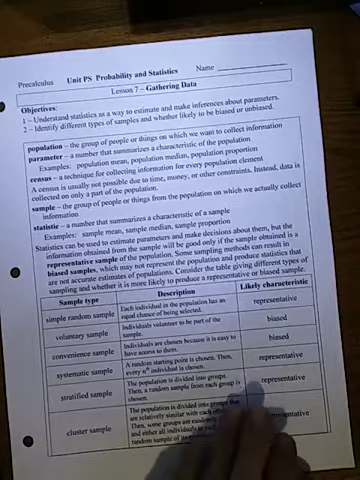 Precalculus Unit PS Probability and Statistics Name
Lesson 7 – Gathering Data
Objectives:
1 – Understand statistics as a way to estimate and make inferences about parameters.
2 – Identify different types of samples and whether likely to be biased or unbiased.
population – the group of people or things on which we want to collect information
parameter – a number that summarizes a characteristic of the population
Examples: population mean, population median, population proportion
census – a technique for collecting information for every population element
A census is usually not possible due to time, money, or other constraints. Instead, data is
collected on only a part of the population.
sample – the group of people or things from the population on which we actually collect
information
statistic – a number that summarizes a characteristic of a sample
Examples: sample mean, sample median, sample proportion
Statistics can be used to estimate parameters and make decisions about them, but the
information obtained from the sample will be good only if the sample obtained is a
representative sample of the population. Some sampling methods can result in
biased samples, which may not represent the population and produce statistics that
are not accurate estimates of populations. Consider the table giving different types of
sampling and whether it is more likely to produce a representative or biased sample.
Sample type Description Likely characteristic
simple random sample Each individual in the population has an equal chance of being selected. representative
voluntary sample Individuals volunteer to be part of the sample. biased
convenience sample Individuals are chosen because it is easy to have access to them. biased
systematic sample A random starting point is chosen. Then, every nth individual is chosen. representative
stratified sample The population is divided into groups. Then, a random sample from each group is chosen. representative
cluster sample The population is divided into groups that are relatively similar with each
Then, some groups are
and either all individuals
random sample of